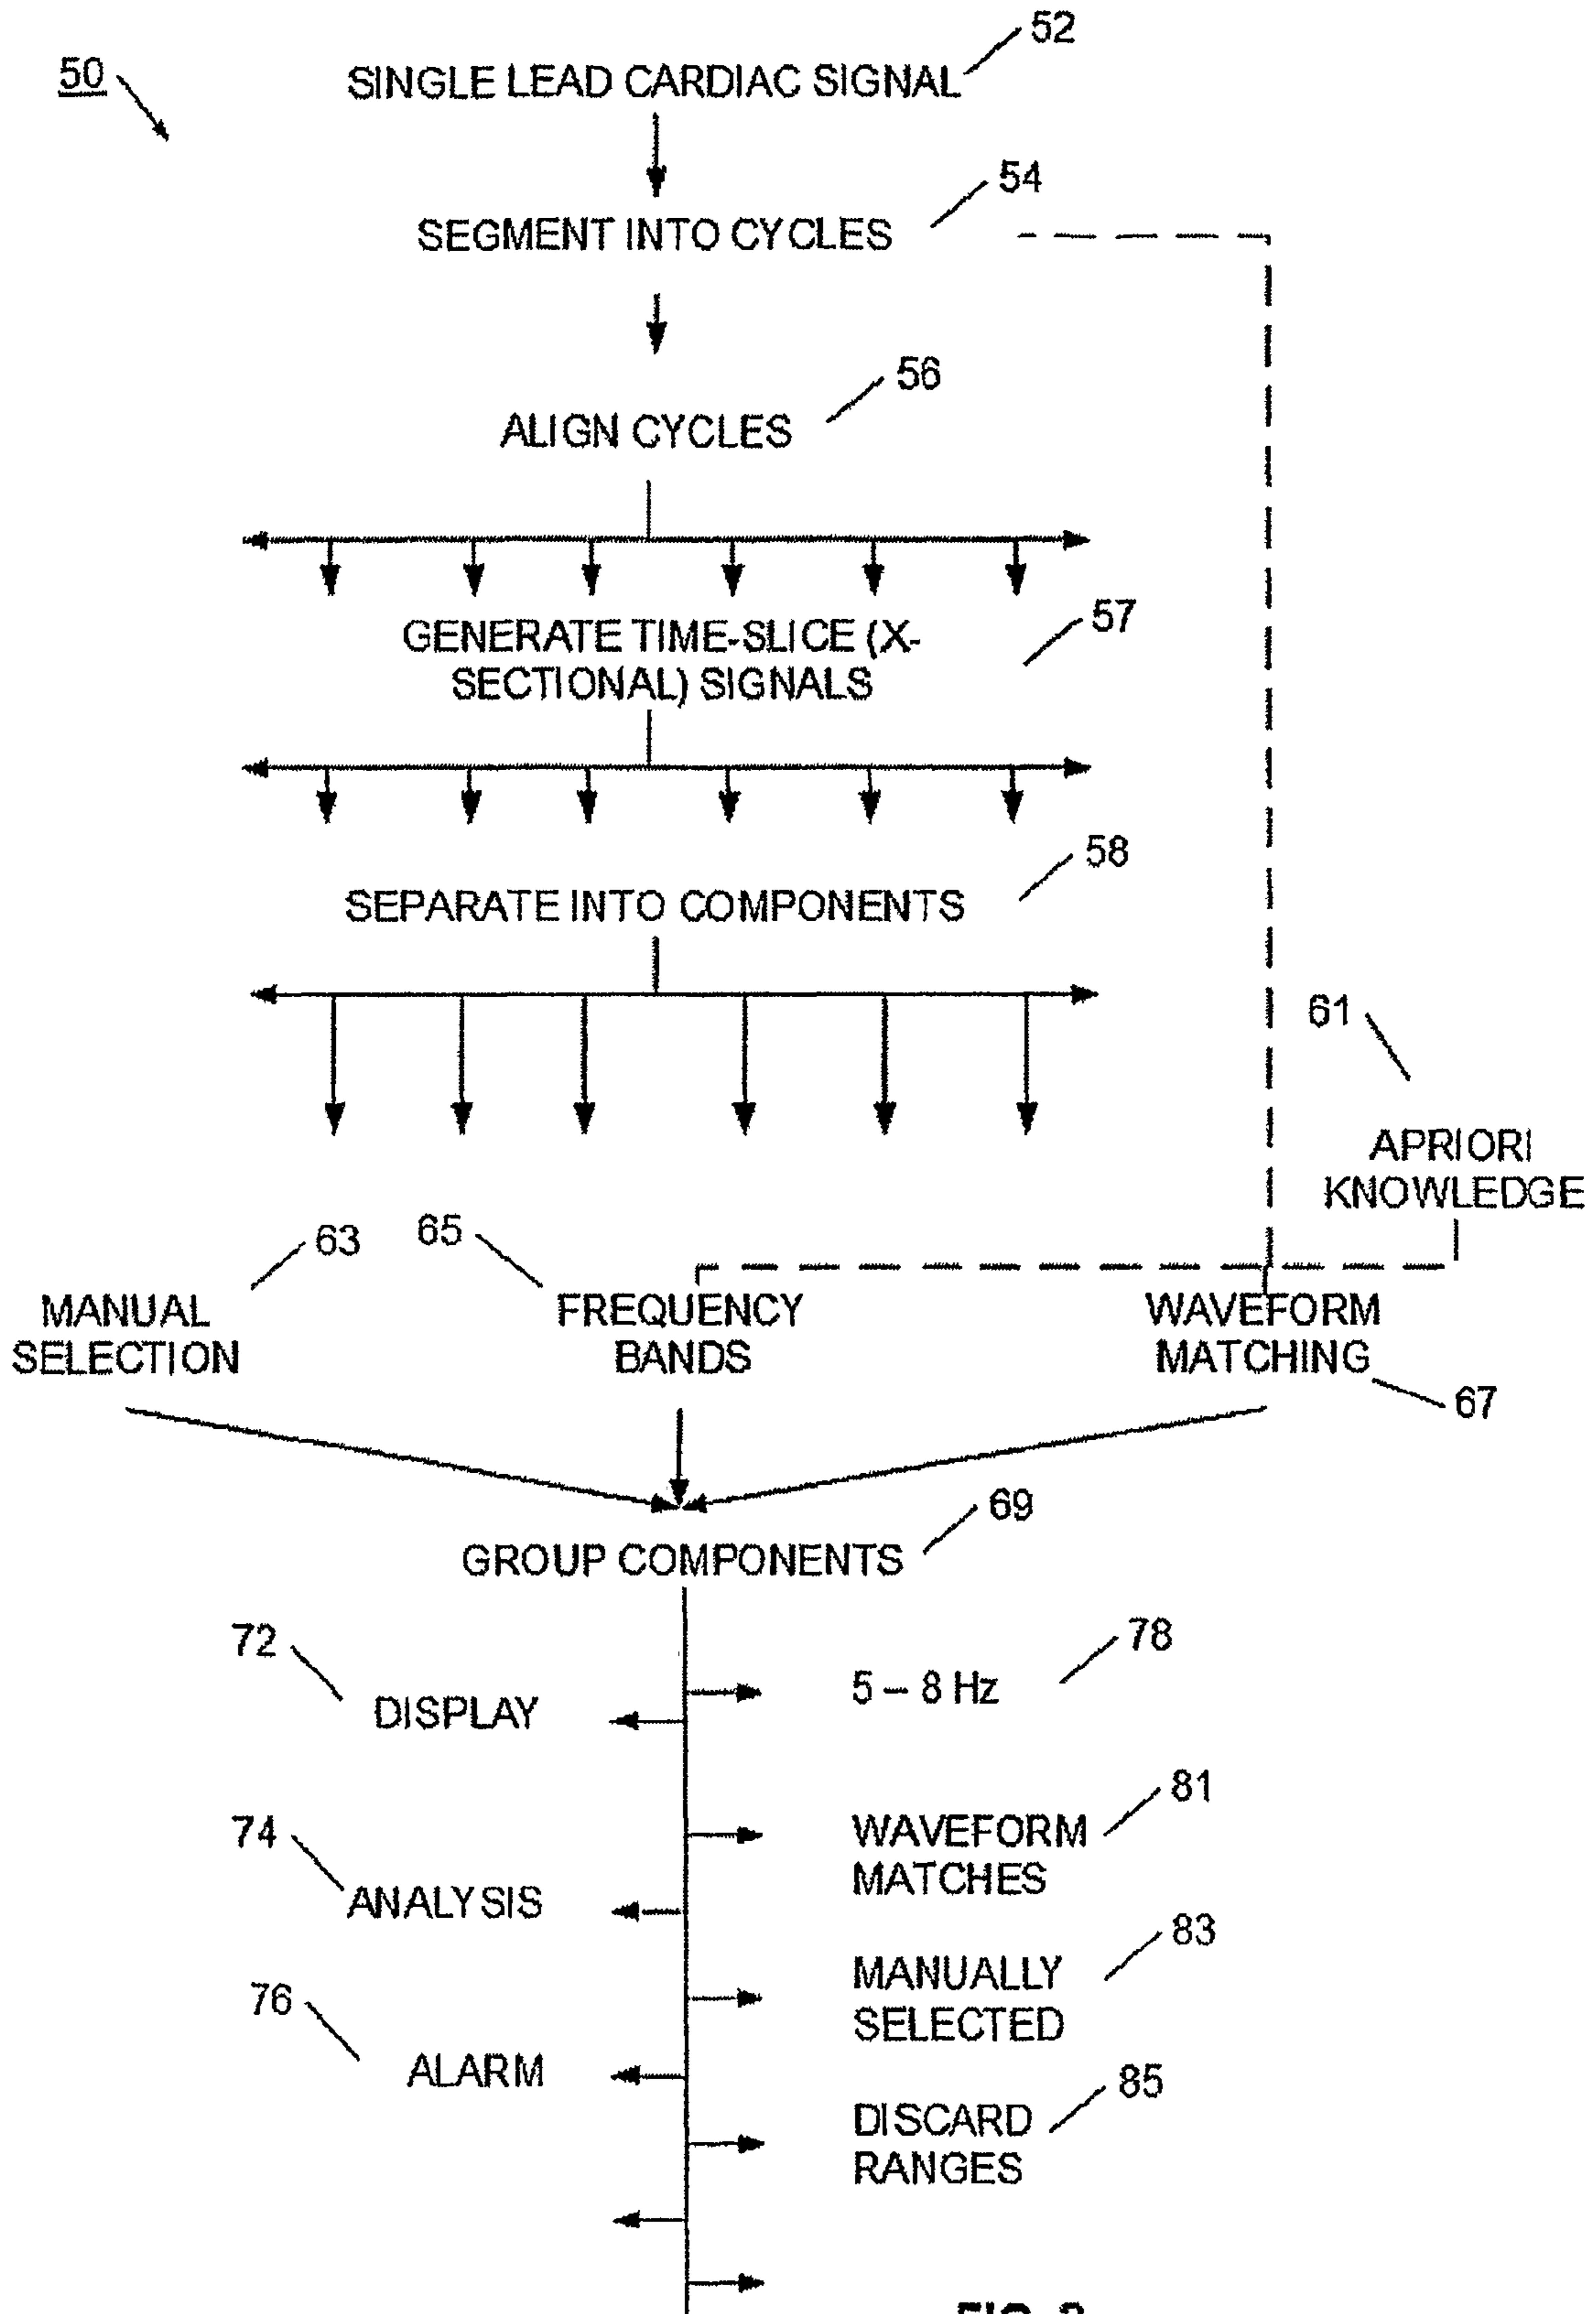 50
52
SINGLE LEAD CARDIAC SIGNAL
54
SEGMENT INTO CYCLES
56
ALIGN CYCLES
57
GENERATE TIME-SLICE (X-
SECTIONAL) SIGNALS
58
SEPARATE INTO COMPONENTS
61
APRIORI
KNOWLEDGE
63
65
MANUAL
SELECTION
FREQUENCY
BANDS
WAVEFORM
MATCHING
67
69
GROUP COMPONENTS
72
78
DISPLAY
5 – 8 Hz
74
81
ANALYSIS
WAVEFORM
MATCHES
76
83
ALARM
MANUALLY
SELECTED
85
DISCARD
RANGES